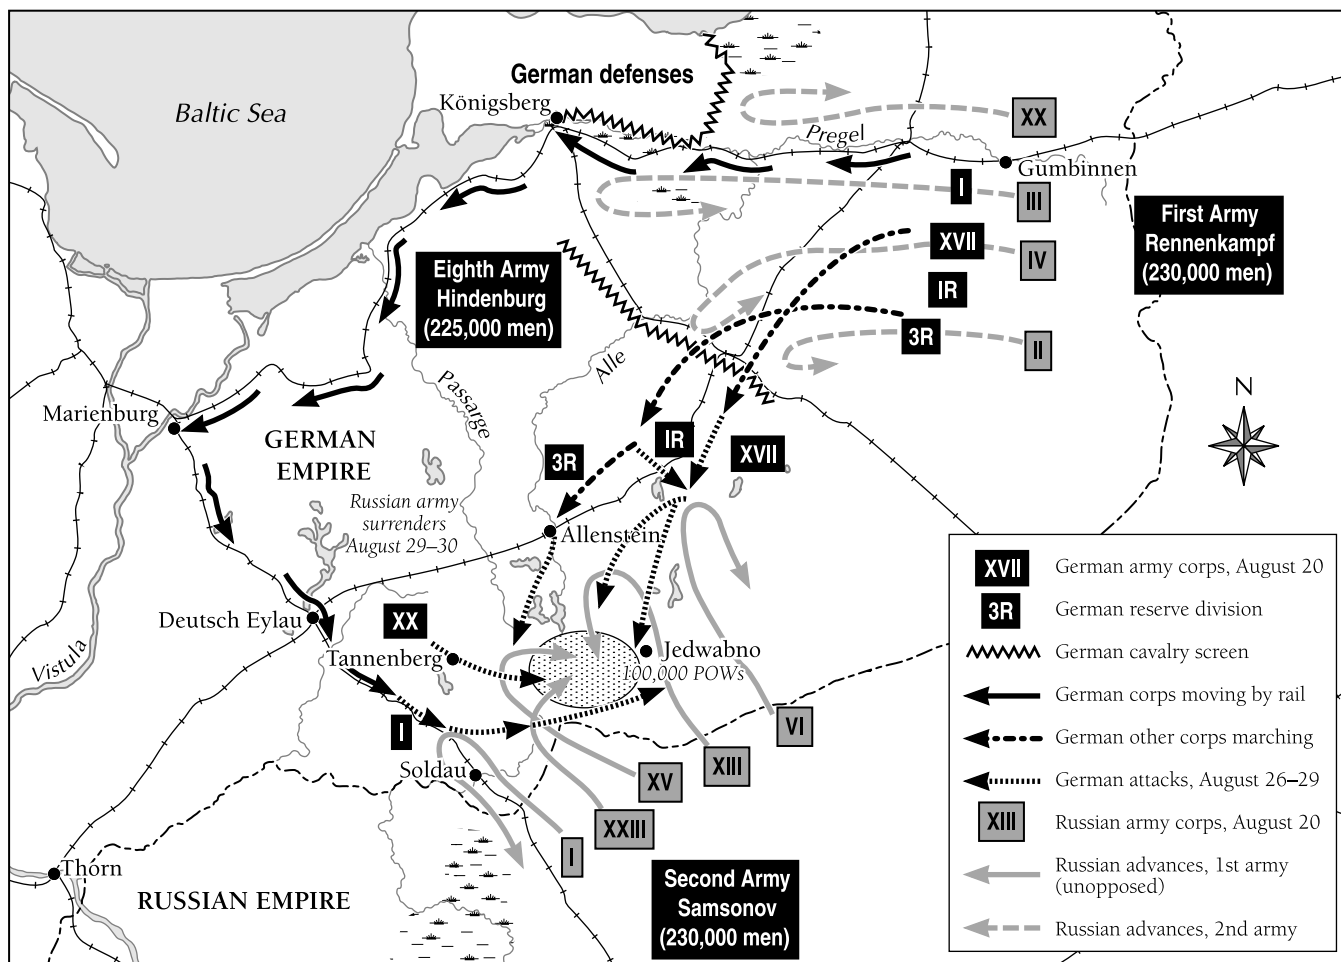 German defenses
Baltic Sea
Königsberg
XX
Pregel
Gumbinnen
I
III
First Army
Rennenkampf
(230,000 men)
XVII
IV
Eighth Army
Hindenburg
(225,000 men)
IR
3R
II
Alle
Passarge
N
Marienburg
GERMAN
EMPIRE
IR
3R
XVII
Russian army
surrenders
August 29–30
Allenstein
Deutsch Eylau
XX
Vistula
Tannenberg
Jedwabno
100,000 POWs
I
VI
XIII
Soldau
XV
XXIII
I
Thorn
RUSSIAN EMPIRE
Second Army
Samsonov
(230,000 men)
XVII German army corps, August 20
3R German reserve division
German cavalry screen
German corps moving by rail
German other corps marching
German attacks, August 26–29
XIII Russian army corps, August 20
Russian advances, 1st army
(unopposed)
Russian advances, 2nd army